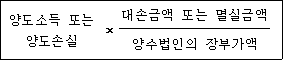 양도소득 또는
양도손실
×
대손금액 또는 멸실금액
양수법인의 장부가액